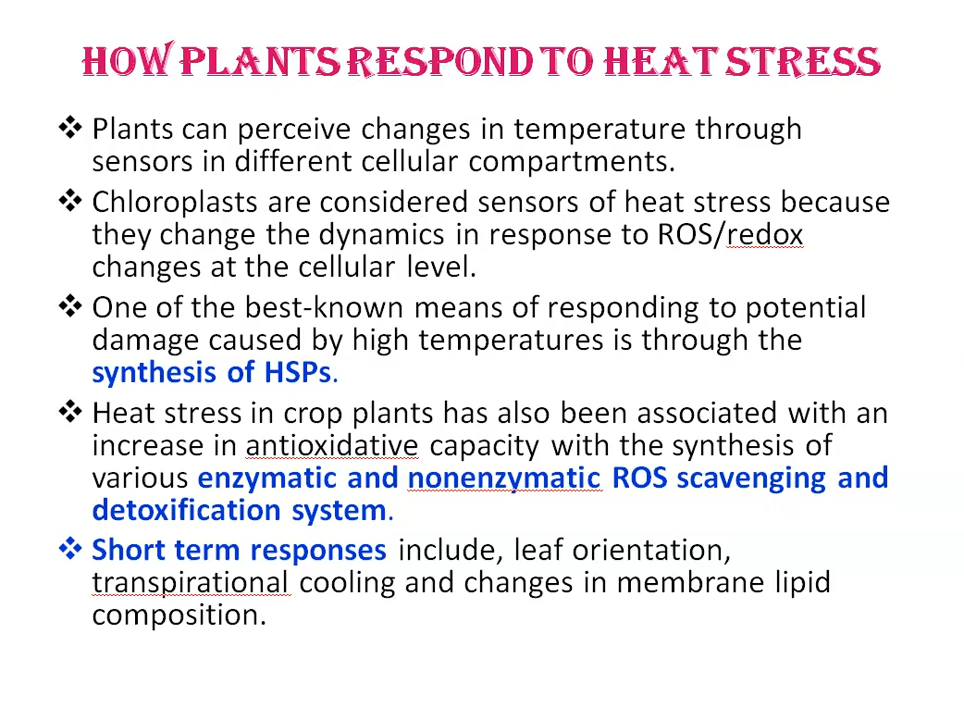 HOW PLANTS RESPOND TO HEAT STRESS
❖ Plants can perceive changes in temperature through
sensors in different cellular compartments.
❖ Chloroplasts are considered sensors of heat stress because
they change the dynamics in response to ROS/redox
changes at the cellular level.
❖ One of the best-known means of responding to potential
damage caused by high temperatures is through the
synthesis of HSPs.
❖ Heat stress in crop plants has also been associated with an
increase in antioxidative capacity with the synthesis of
various enzymatic and nonenzymatic ROS scavenging and
detoxification system.
❖ Short term responses include, leaf orientation,
transpirational cooling and changes in membrane lipid
composition.